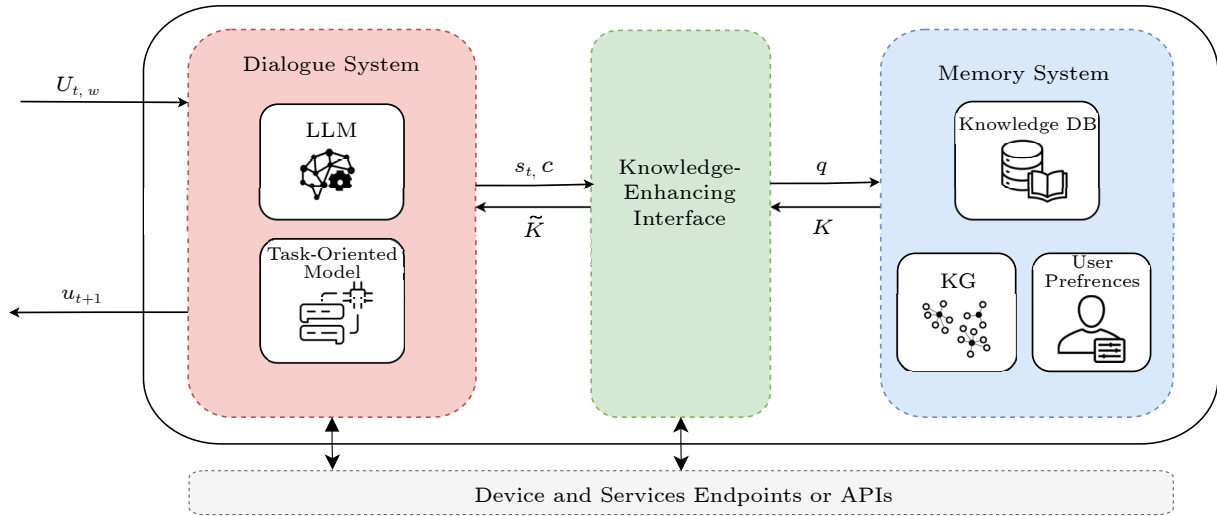 Dialogue System
Memory System
U_{t, w}
LLM
Knowledge DB
s_{t,} c
Knowledge-
Enhancing
Interface
q
K̃
K
Task-Oriented
Model
KG
User
Prefrences
u_{t+1}
Device and Services Endpoints or APIs